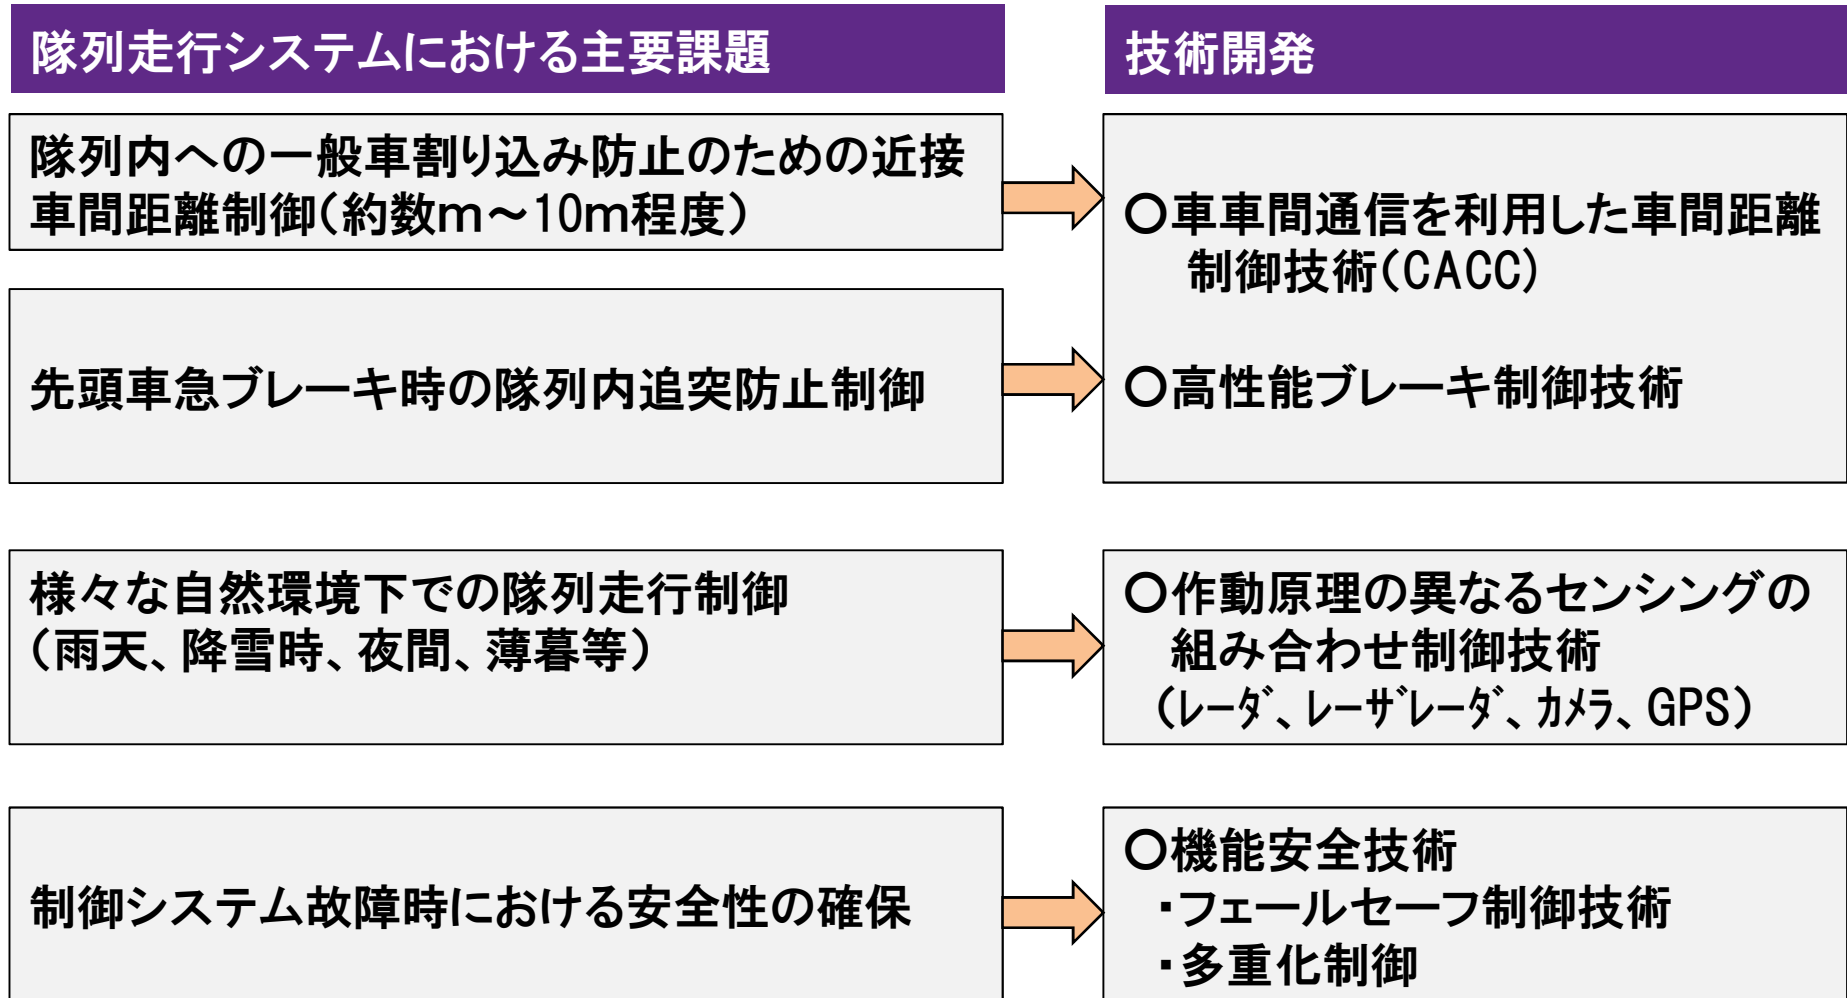 隊列走行システムにおける主要課題
技術開発
隊列内への一般車割り込み防止のための近接
車間距離制御(約数m～10m程度)
○車車間通信を利用した車間距離
制御技術(CACC)
先頭車急ブレーキ時の隊列内追突防止制御
○高性能ブレーキ制御技術
様々な自然環境下での隊列走行制御
(雨天、降雪時、夜間、薄暮等)
○作動原理の異なるセンシングの
組み合わせ制御技術
(ﾚｰﾀﾞ、ﾚｰｻﾞﾚｰﾀﾞ、ｶﾒﾗ、GPS)
制御システム故障時における安全性の確保
○機能安全技術
・フェールセーフ制御技術
・多重化制御